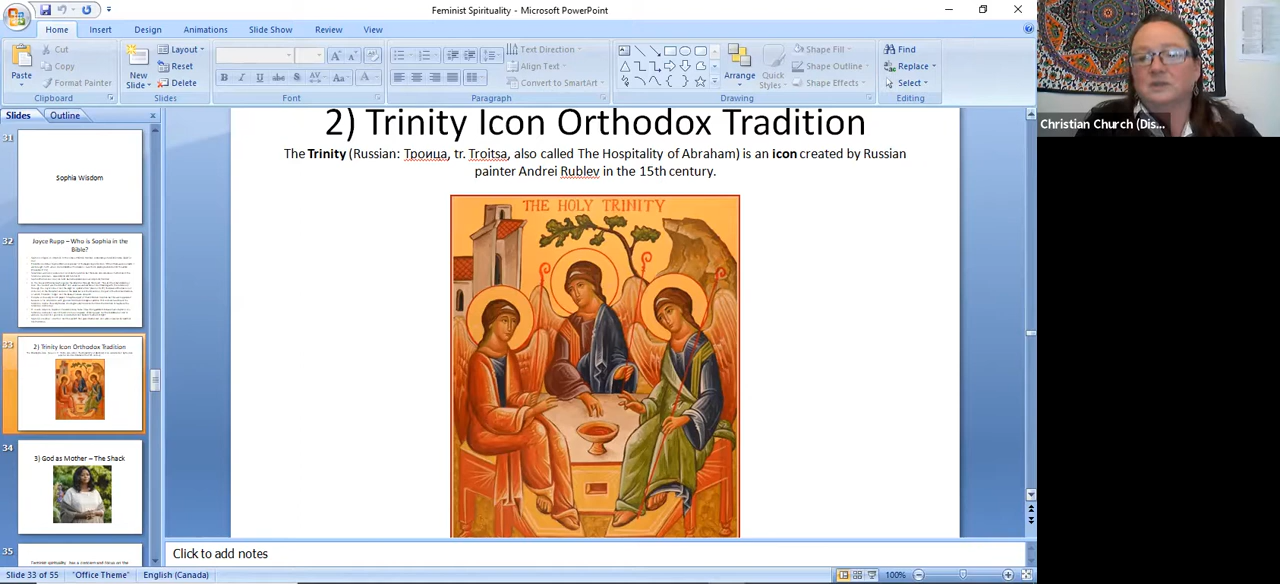 Feminist Spirituality - Microsoft PowerPoint
Home
Insert
Design
Animations
Slide Show
Review
View
Paste
Cut
Copy
Format Painter
Clipboard
New
Slide
Layout
Reset
Delete
Slides
B I U abc S AV Aa A
Font
Text Direction
Align Text
Convert to SmartArt
Paragraph
Arrange
Quick
Styles
Shape Fill
Shape Outline
Shape Effects
Drawing
Find
Replace
Select
Editing
Slides
Outline
31
Sophia Wisdom
32
Joyce Rupp – Who is Sophia in the
Bible?
33
2) Trinity Icon Orthodox Tradition
34
3) God as Mother – The Shack
35
2) Trinity Icon Orthodox Tradition
The Trinity (Russian: Троица, tr. Troitsa, also called The Hospitality of Abraham) is an icon created by Russian
painter Andrei Rublev in the 15th century.
THE HOLY TRINITY
Click to add notes
Slide 33 of 55
"Office Theme"
English (Canada)
100%
Christian Church (Dis...